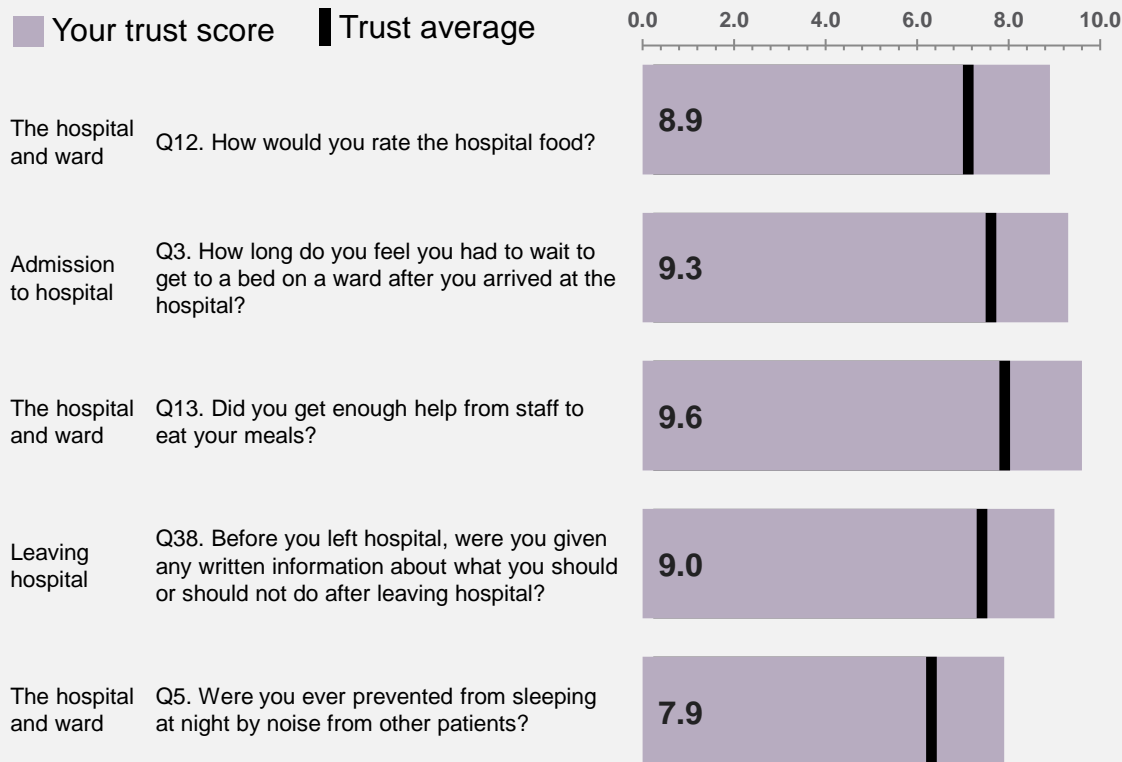 Your trust score
Trust average
0.0 2.0 4.0 6.0 8.0 10.0
The hospital
and ward
Q12. How would you rate the hospital food?
8.9
Admission
to hospital
Q3. How long do you feel you had to wait to
get to a bed on a ward after you arrived at the
hospital?
9.3
The hospital
and ward
Q13. Did you get enough help from staff to
eat your meals?
9.6
Leaving
hospital
Q38. Before you left hospital, were you given
any written information about what you should
or should not do after leaving hospital?
9.0
The hospital
and ward
Q5. Were you ever prevented from sleeping
at night by noise from other patients?
7.9